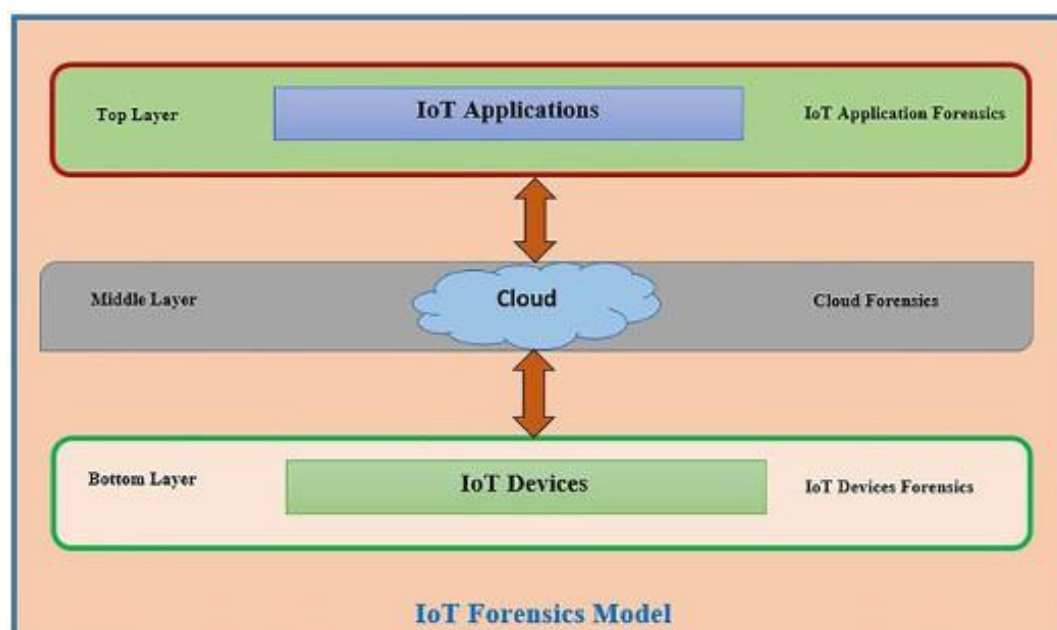 Top Layer
IoT Applications
IoT Application Forensics
Middle Layer
Cloud
Cloud Forensics
Bottom Layer
IoT Devices
IoT Devices Forensics
IoT Forensics Model